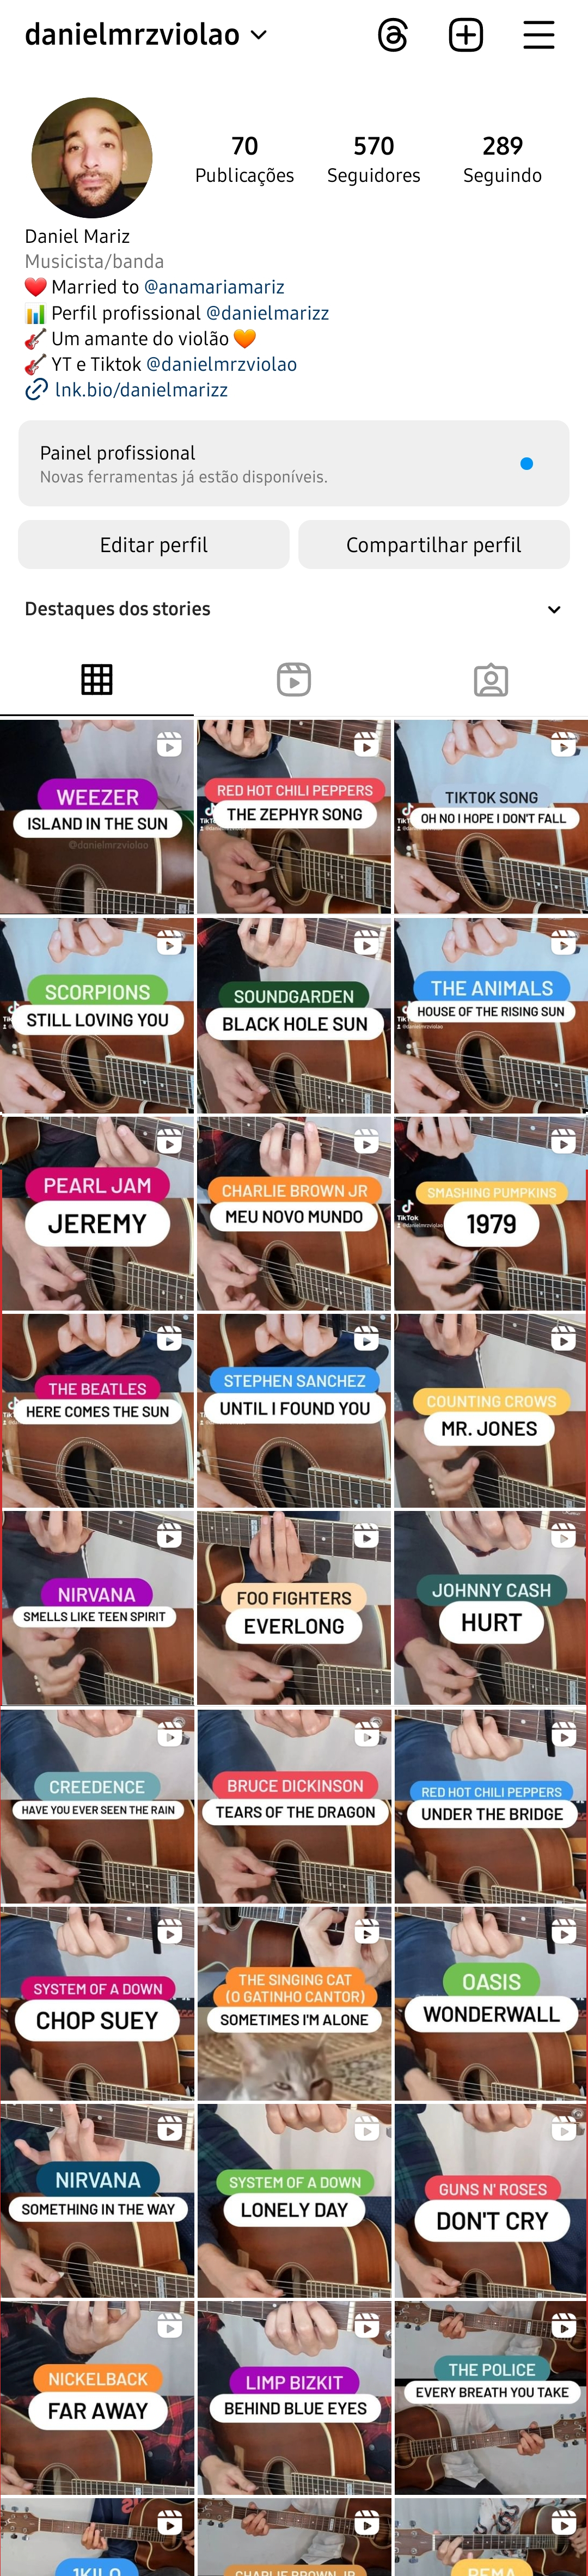 danielmrzviolao
70 570 289
Publicações Seguidores Seguindo
Daniel Mariz
Musicista/banda
❤️ Married to @anamariamariz
📊 Perfil profissional @danielmarizz
🎸 Um amante do violão 🧡
🎸 YT e Tiktok @danielmrzviolao
lnk.bio/danielmarizz
Painel profissional
Novas ferramentas já estão disponíveis.
Editar perfil Compartilhar perfil
Destaques dos stories
WEEZER
ISLAND IN THE SUN
@danielmrzviolao
RED HOT CHILI PEPPERS
THE ZEPHYR SONG
TIKTOK SONG
OH NO I HOPE I DON'T FALL
SCORPIONS
STILL LOVING YOU
SOUNDGARDEN
BLACK HOLE SUN
THE ANIMALS
HOUSE OF THE RISING SUN
PEARL JAM
JEREMY
CHARLIE BROWN JR
MEU NOVO MUNDO
SMASHING PUMPKINS
1979
TikTok
@danielmrzviolao
THE BEATLES
HERE COMES THE SUN
STEPHEN SANCHEZ
UNTIL I FOUND YOU
COUNTING CROWS
MR. JONES
NIRVANA
SMELLS LIKE TEEN SPIRIT
FOO FIGHTERS
EVERLONG
JOHNNY CASH
HURT
CREEDENCE
HAVE YOU EVER SEEN THE RAIN
BRUCE DICKINSON
TEARS OF THE DRAGON
RED HOT CHILI PEPPERS
UNDER THE BRIDGE
SYSTEM OF A DOWN
CHOP SUEY
THE SINGING CAT
(O GATINHO CANTOR)
SOMETIMES I'M ALONE
OASIS
WONDERWALL
NIRVANA
SOMETHING IN THE WAY
SYSTEM OF A DOWN
LONELY DAY
GUNS N' ROSES
DON'T CRY
NICKELBACK
FAR AWAY
LIMP BIZKIT
BEHIND BLUE EYES
THE POLICE
EVERY BREATH YOU TAKE
1KILO
CHARLIE BROWN JR
REMA